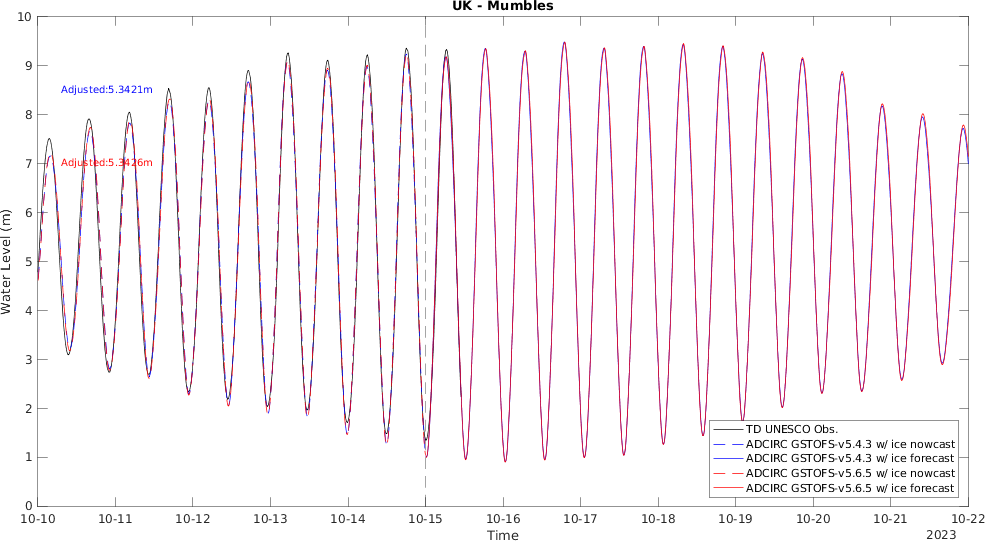 UK - Mumbles
10
9
8
7
6
5
4
3
2
1
0
Water Level (m)
Adjusted:5.3421m
Adjusted:5.3426m
TD UNESCO Obs.
ADCIRC GSTOFS-v5.4.3 w/ ice nowcast
ADCIRC GSTOFS-v5.4.3 w/ ice forecast
ADCIRC GSTOFS-v5.6.5 w/ ice nowcast
ADCIRC GSTOFS-v5.6.5 w/ ice forecast
10-10 10-11 10-12 10-13 10-14 10-15 10-16 10-17 10-18 10-19 10-20 10-21 10-22
Time
2023